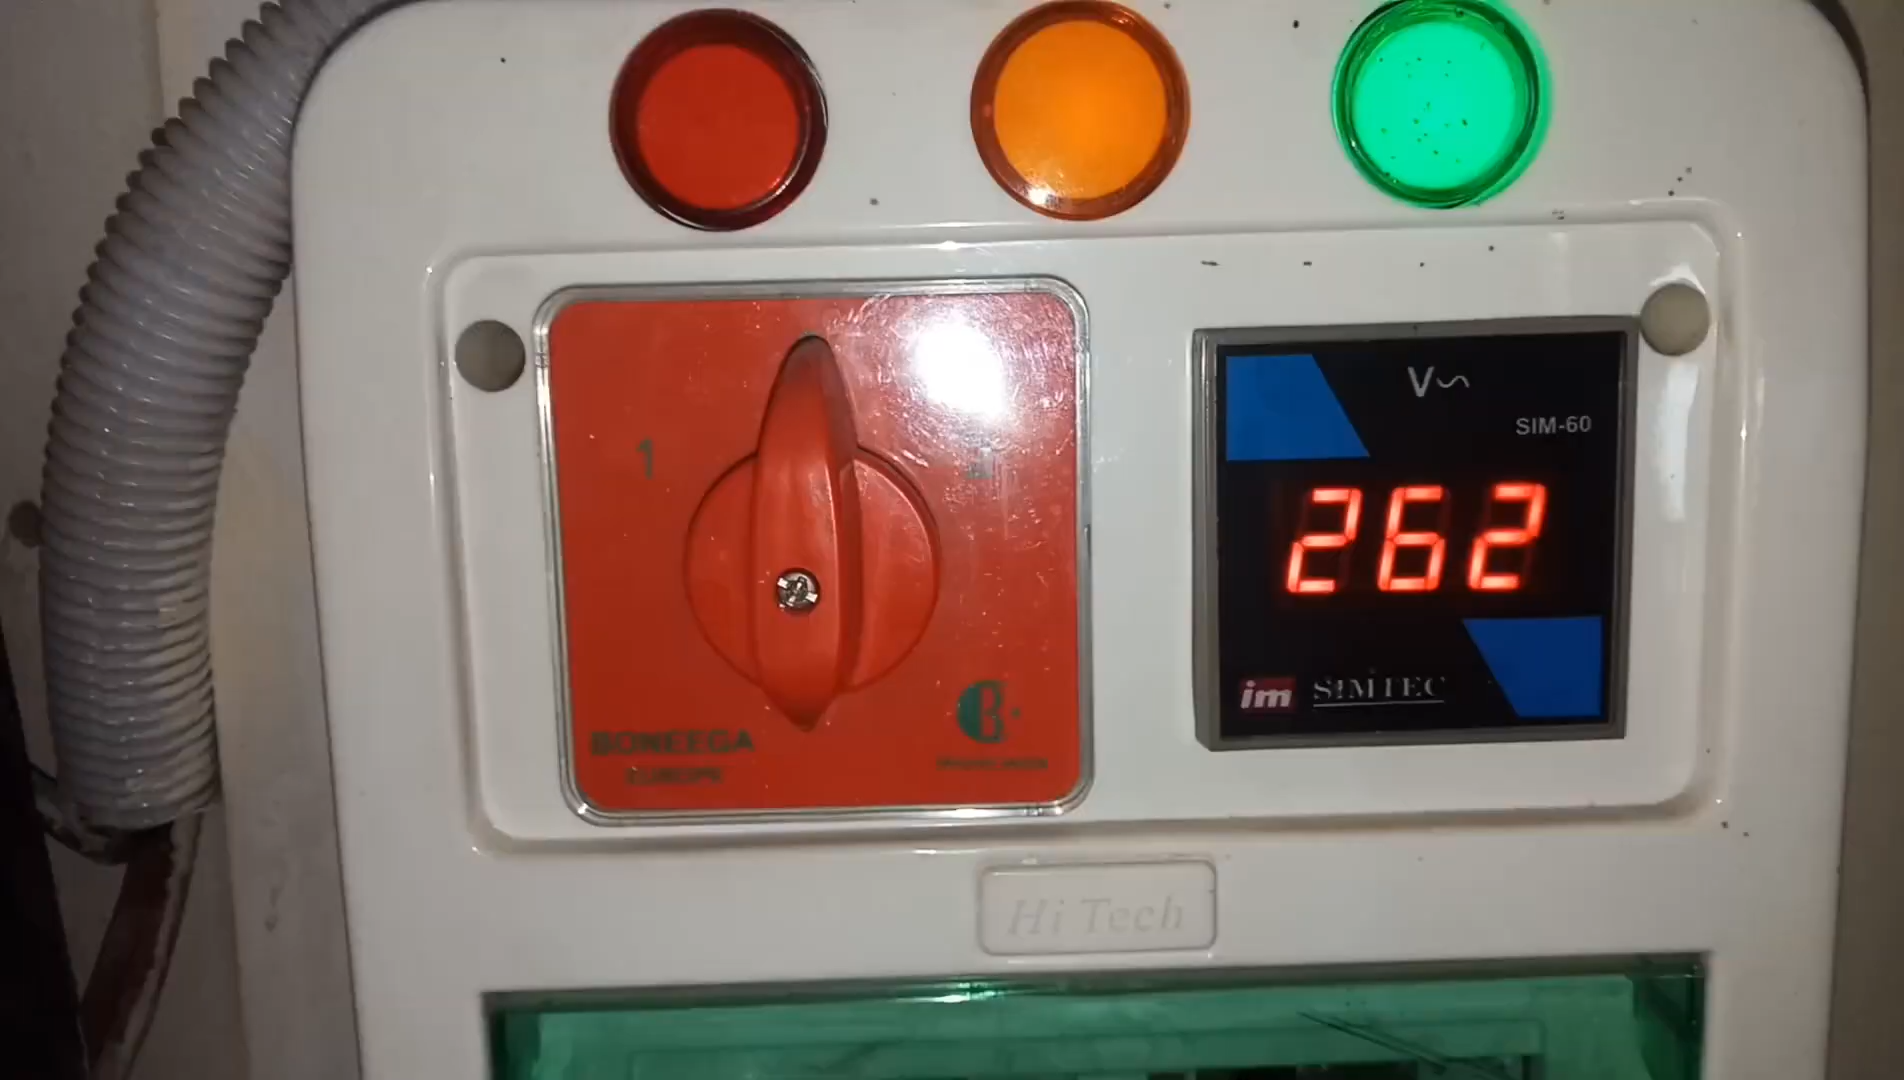 1
V~
SIM-60
262
im SIMTEC
BONEEGA
EUROPE
B
Hi Tech